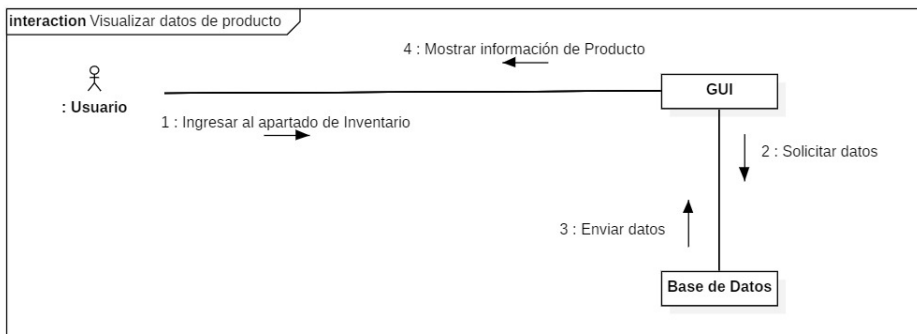 interaction Visualizar datos de producto
4 : Mostrar información de Producto
: Usuario
GUI
1 : Ingresar al apartado de Inventario
2 : Solicitar datos
3 : Enviar datos
Base de Datos